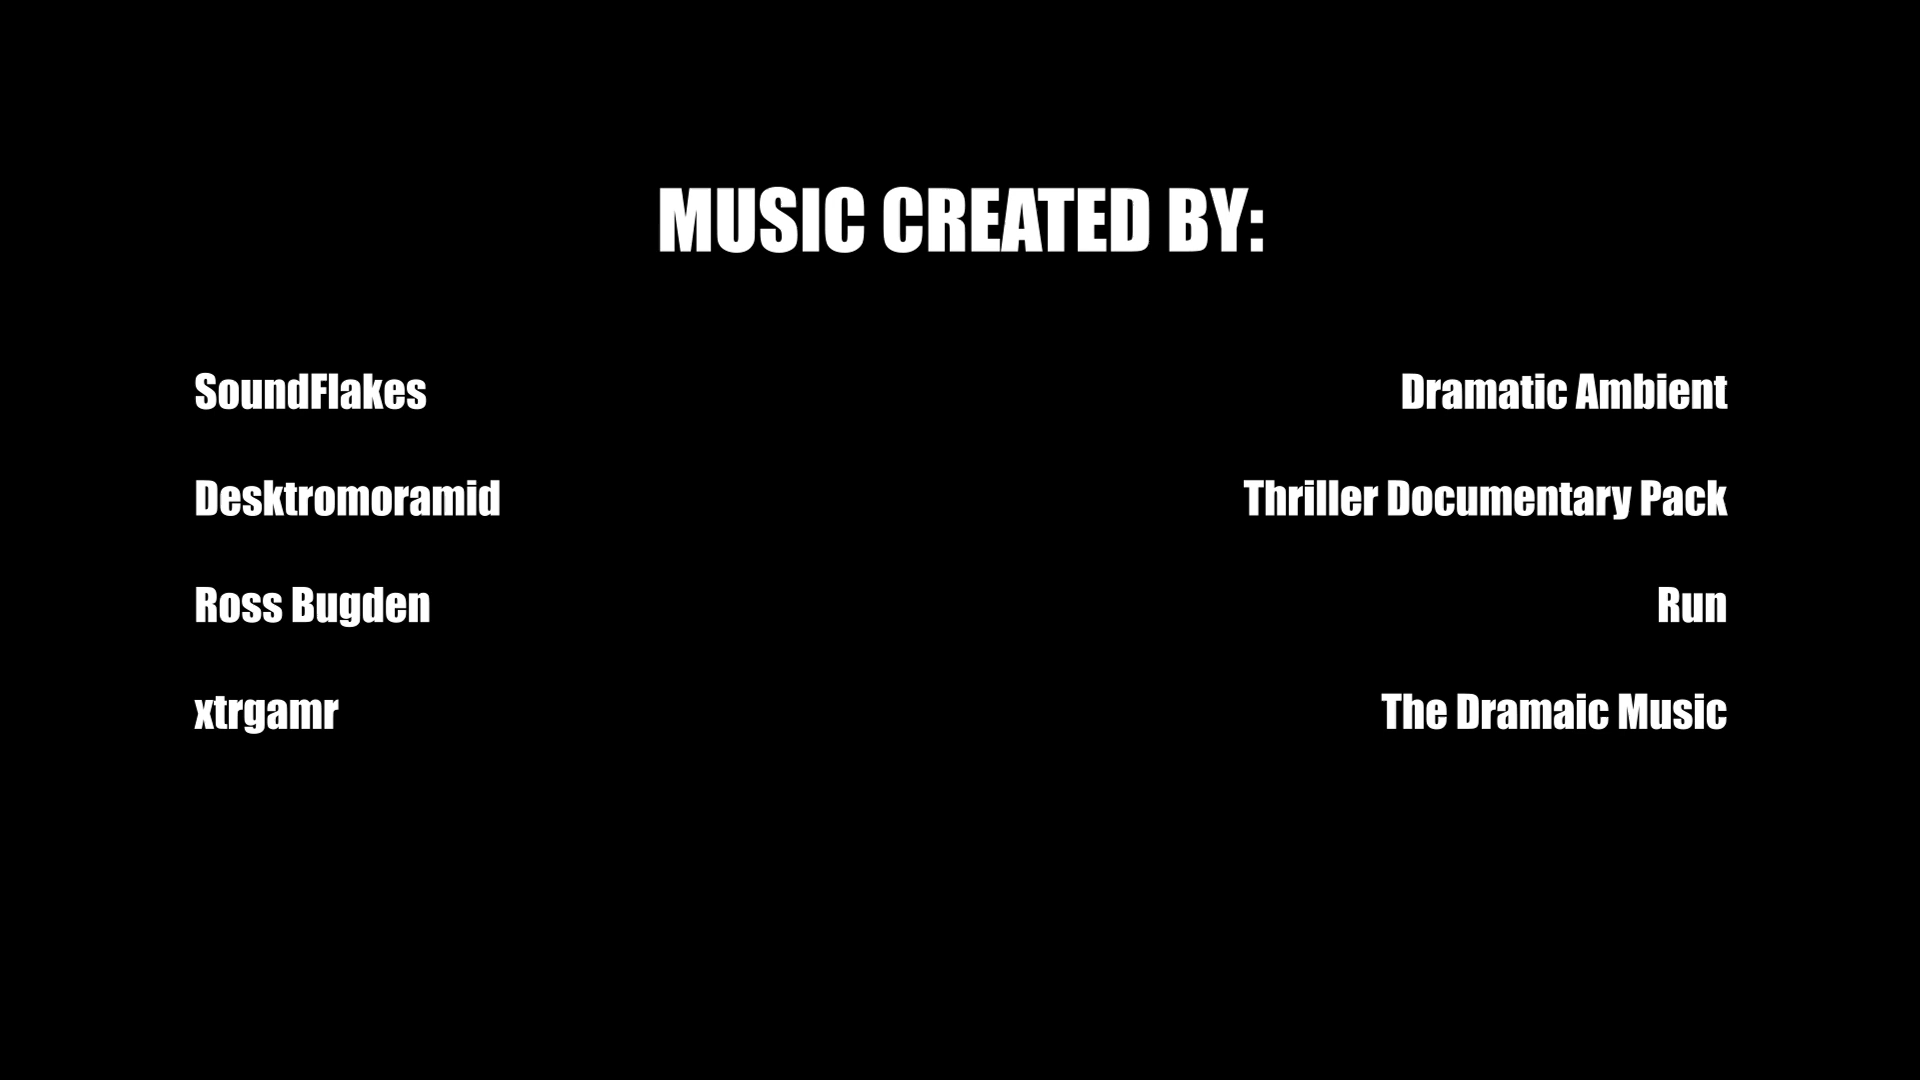 MUSIC CREATED BY:
SoundFlakes Dramatic Ambient
Desktromoramid Thriller Documentary Pack
Ross Bugden Run
xtrgamr The Dramaic Music